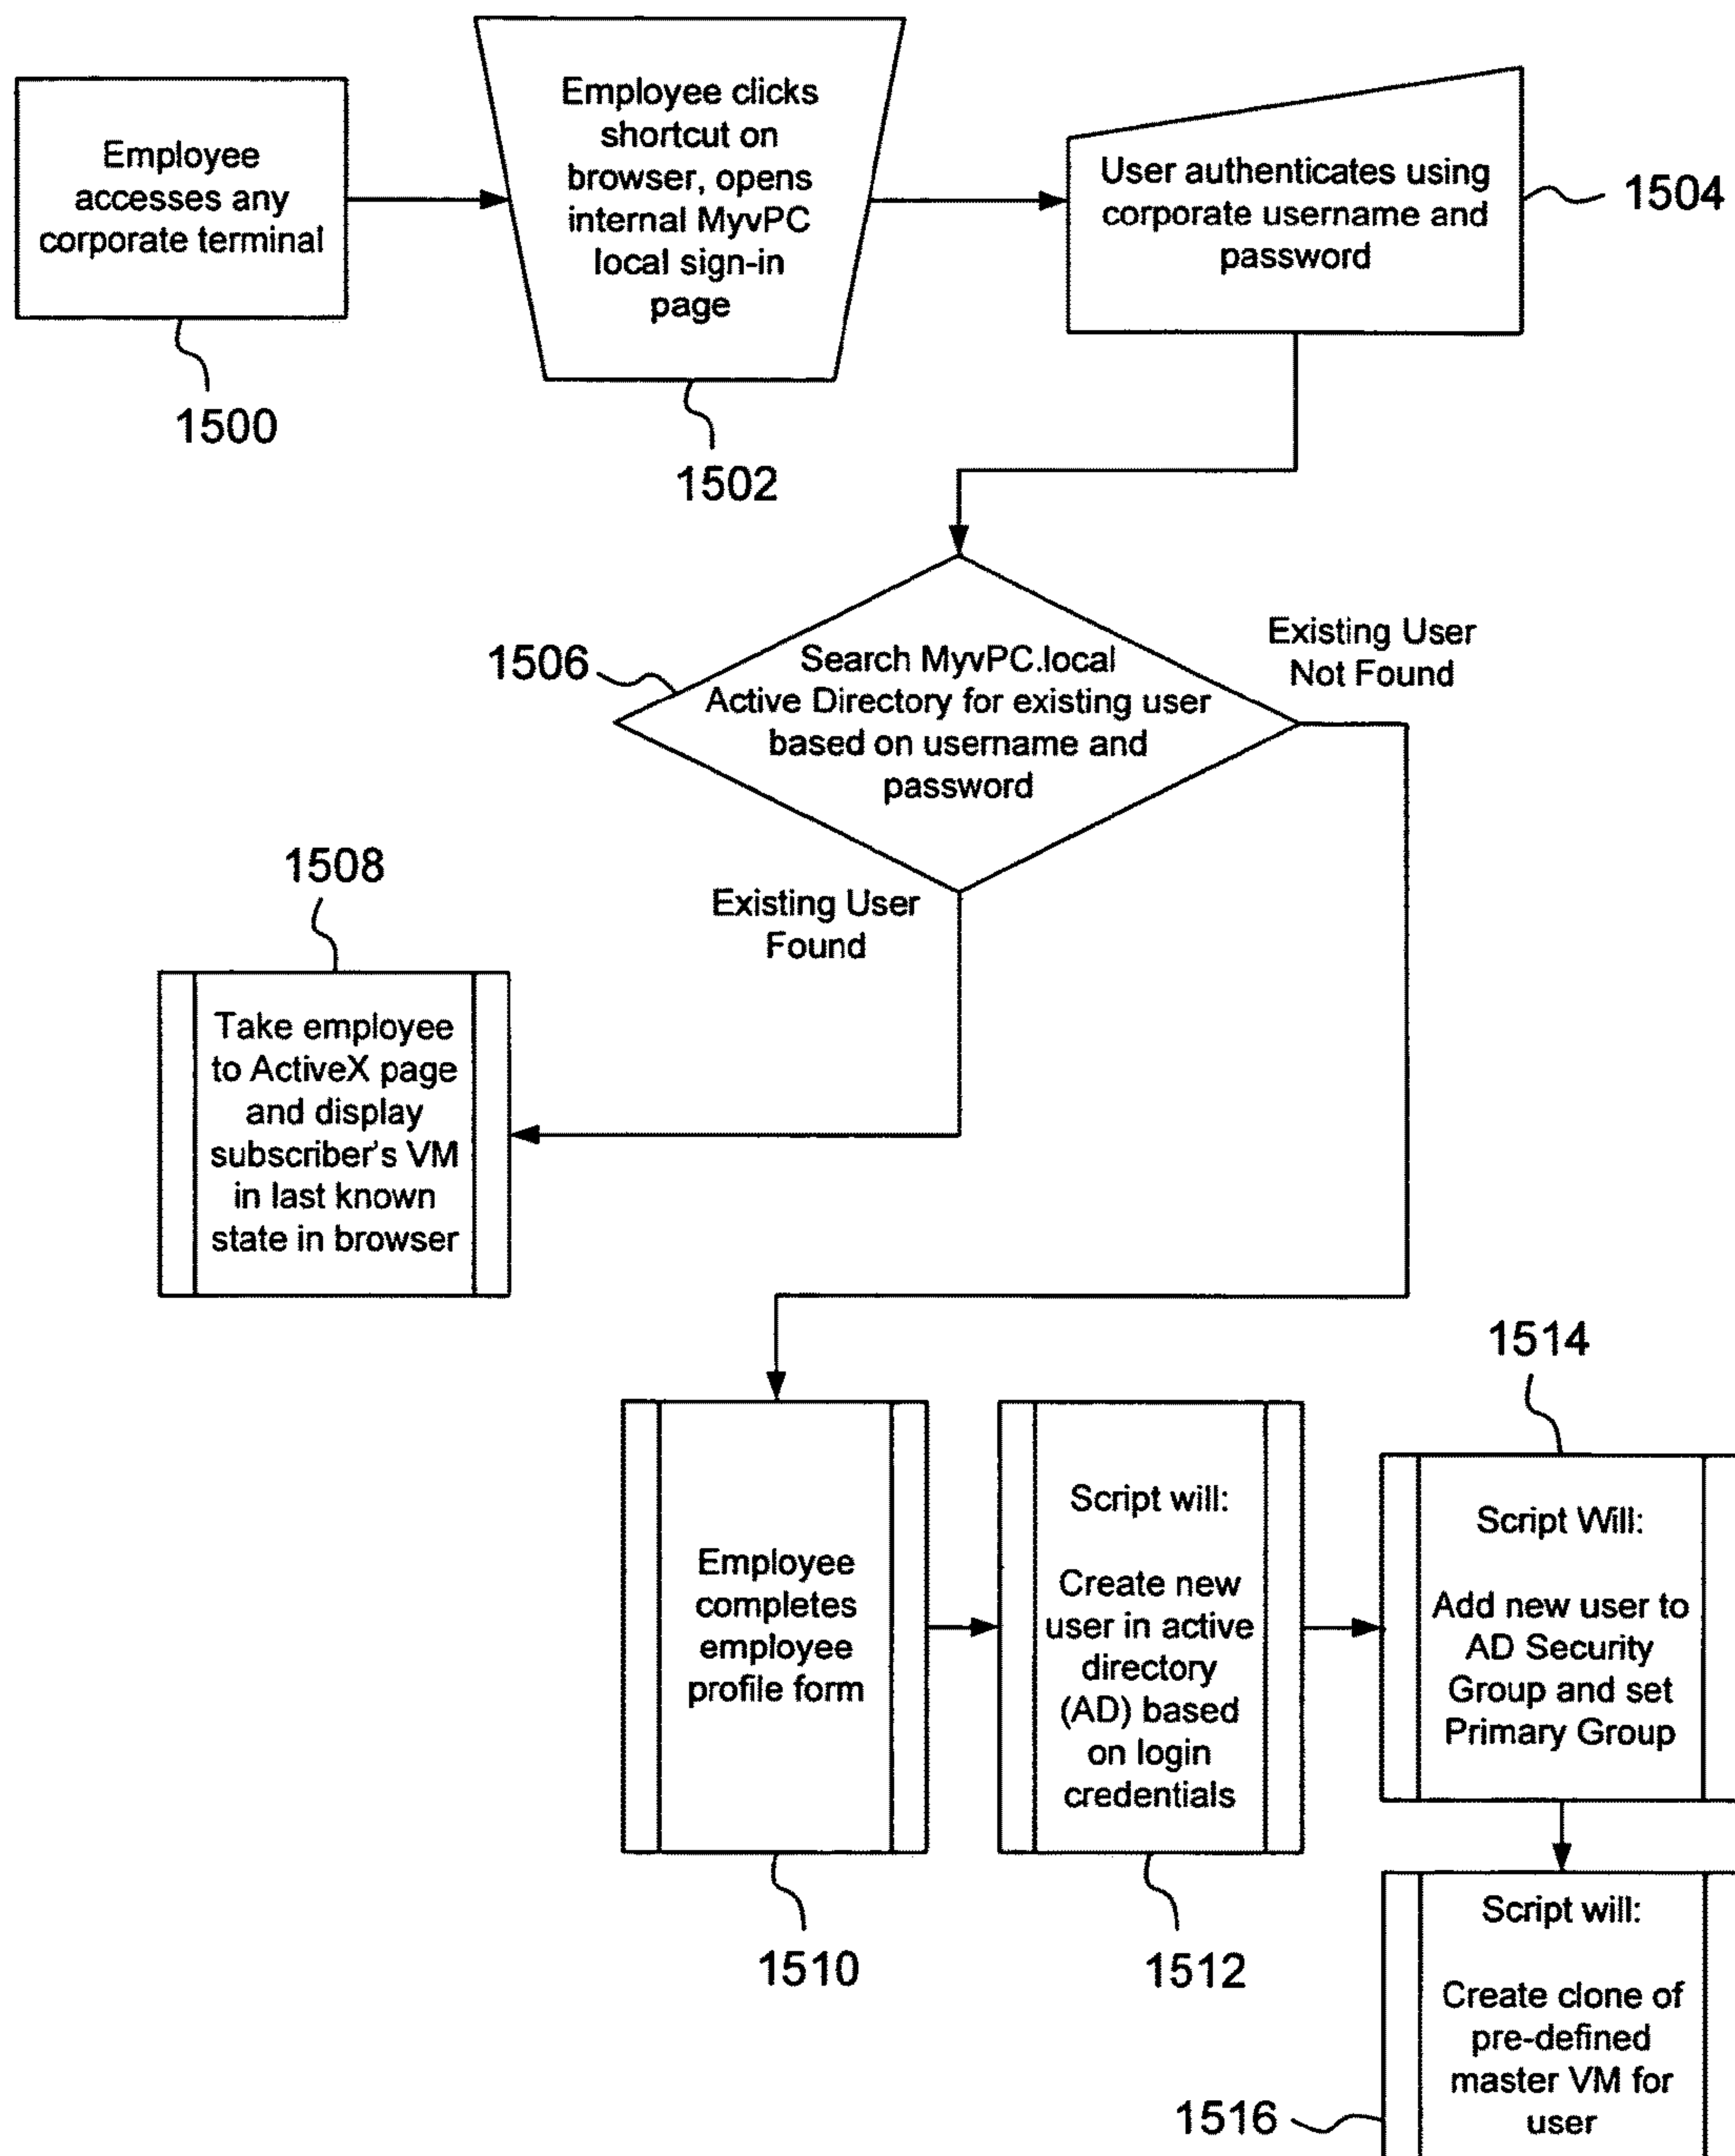 Employee
accesses any
corporate terminal
1500
Employee clicks
shortcut on
browser, opens
internal MyvPC
local sign-in
page
1502
User authenticates using
corporate username and
password
1504
1506
Search MyvPC.local
Active Directory for existing user
based on username and
password
Existing User
Not Found
Existing User
Found
1508
Take employee
to ActiveX page
and display
subscriber's VM
in last known
state in browser
Employee
completes
employee
profile form
1510
Script will:
Create new
user in active
directory
(AD) based
on login
credentials
1512
1514
Script Will:
Add new user to
AD Security
Group and set
Primary Group
Script will:
Create clone of
pre-defined
master VM for
user
1516